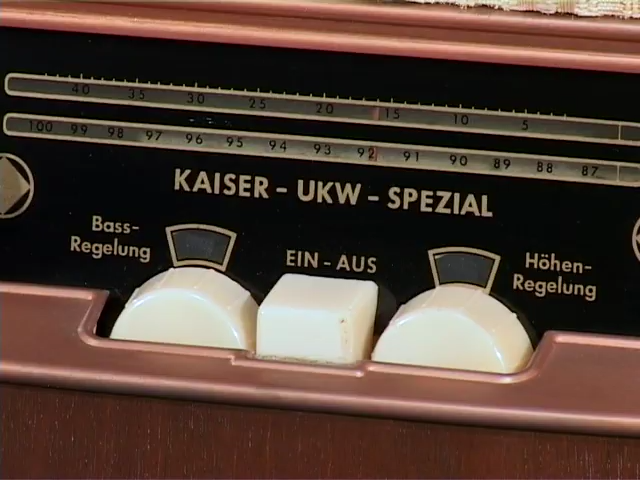 40 35 30 25 20 15 10 5
100 99 98 97 96 95 94 93 92 91 90 89 88 87
KAISER - UKW - SPEZIAL
Bass-
Regelung
EIN - AUS
Höhen-
Regelung